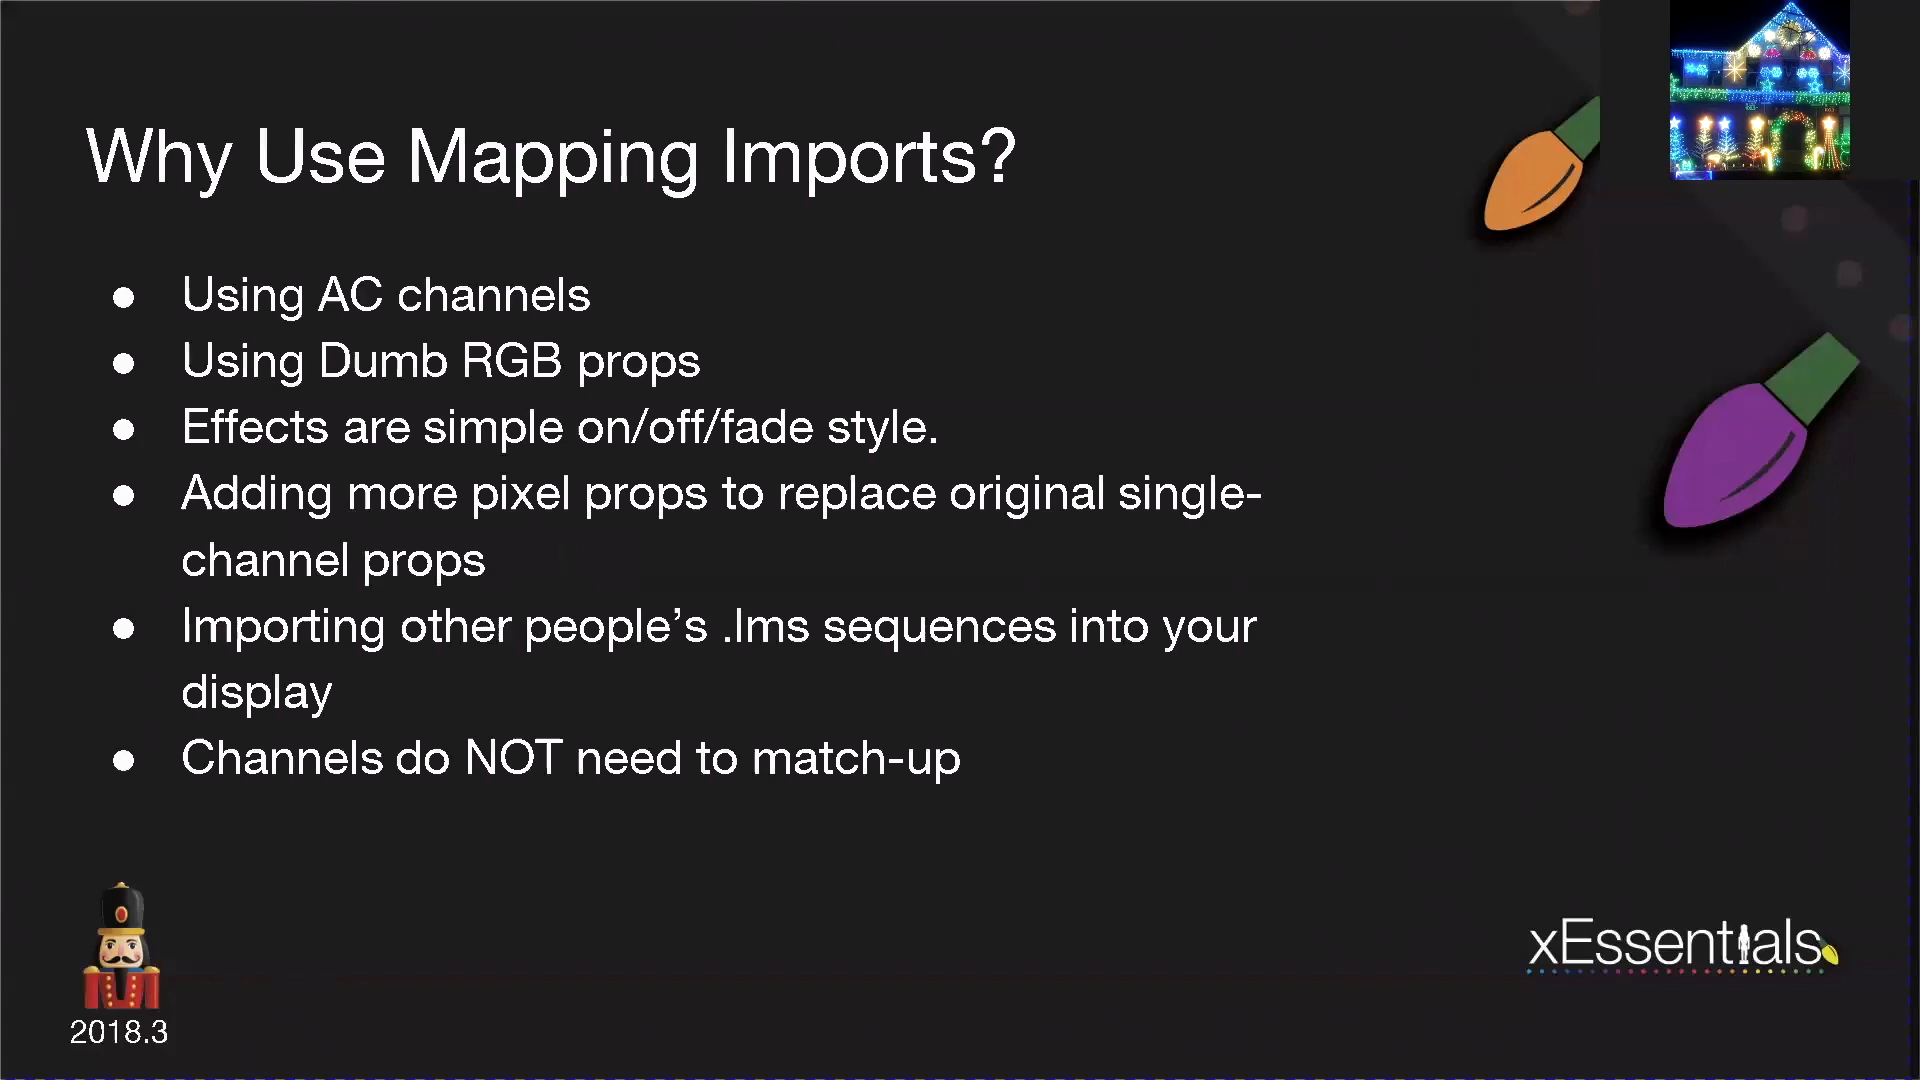 Why Use Mapping Imports?
● Using AC channels
● Using Dumb RGB props
● Effects are simple on/off/fade style.
● Adding more pixel props to replace original single-
channel props
● Importing other people’s .lms sequences into your
display
● Channels do NOT need to match-up
xEssentials
2018.3